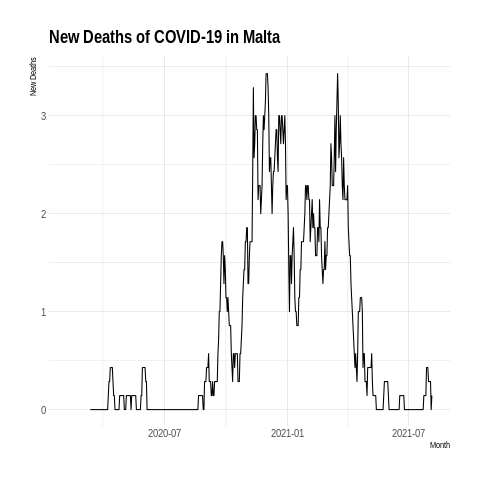 New Deaths of COVID-19 in Malta
New Deaths
3
2
1
0
2020-07
2021-01
2021-07
Month